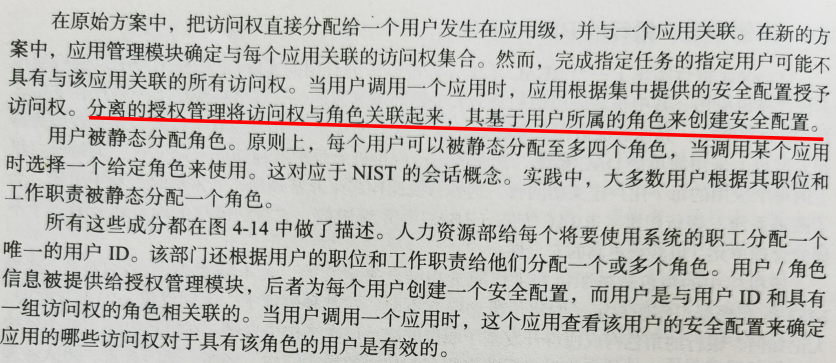 在原始方案中，把访问权直接分配给一个用户发生在应用级，并与一个应用关联。在新的方
案中，应用管理模块确定与每个应用关联的访问权集合。然而，完成指定任务的指定用户可能不
具有与该应用关联的所有访问权。当用户调用一个应用时，应用根据集中提供的安全配置授予
访问权。分离的授权管理将访问权与角色关联起来，其基于用户所属的角色来创建安全配置。
用户被静态分配角色。原则上，每个用户可以被静态分配至多四个角色，当调用某个应用
时选择一个给定角色来使用。这对应于 NIST 的会话概念。实践中，大多数用户根据其职位和
工作职责被静态分配一个角色。
所有这些成分都在图 4-14 中做了描述。人力资源部给每个将要使用系统的职工分配一个
唯一的用户 ID。该部门还根据用户的职位和工作职责给他们分配一个或多个角色。用户 / 角色
信息被提供给授权管理模块，后者为每个用户创建一个安全配置，而用户是与用户 ID 和具有
一组访问权的角色相关联的。当用户调用一个应用时，这个应用查看该用户的安全配置来确定
应用的哪些访问权对于具有该角色的用户是有效的。